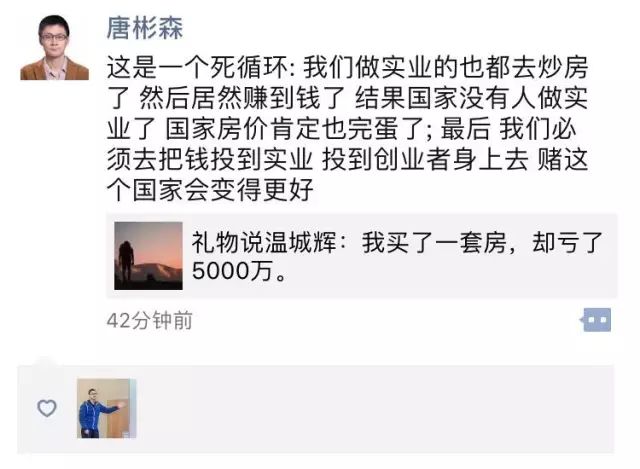 唐彬森
这是一个死循环: 我们做实业的也都去炒房
了 然后居然赚到钱了 结果国家没有人做实
业了 国家房价肯定也完蛋了; 最后 我们必
须去把钱投到实业 投到创业者身上去 赌这
个国家会变得更好
礼物说温城辉：我买了一套房，却亏了
5000万。
42分钟前